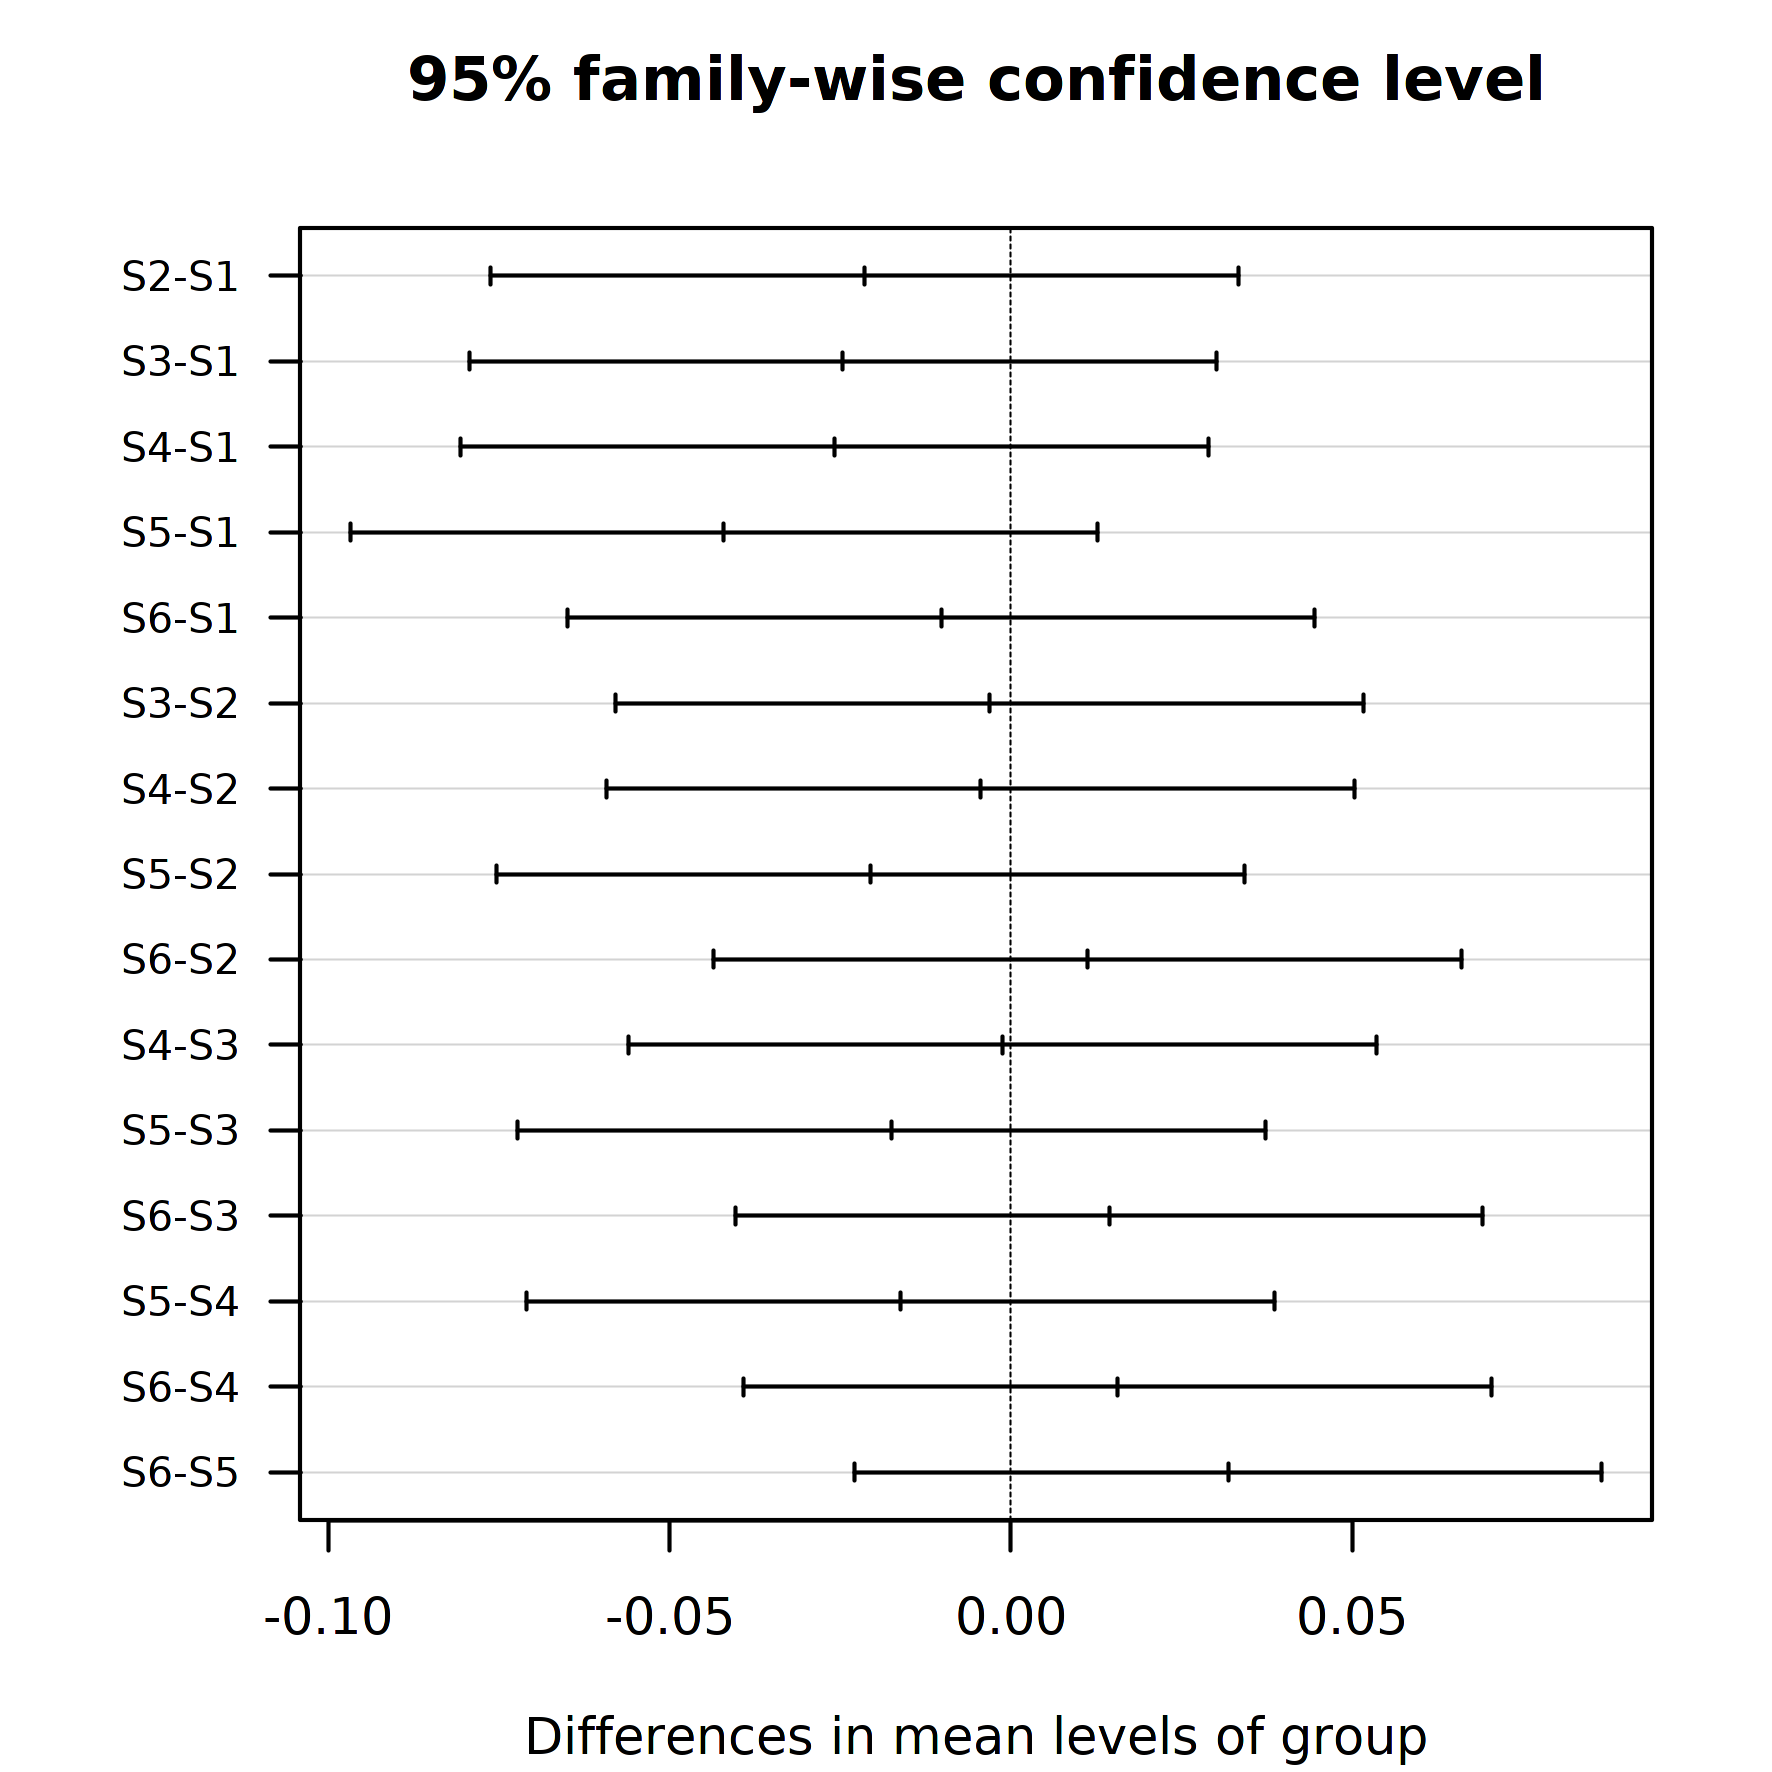 95% family-wise confidence level
S2-S1
S3-S1
S4-S1
S5-S1
S6-S1
S3-S2
S4-S2
S5-S2
S6-S2
S4-S3
S5-S3
S6-S3
S5-S4
S6-S4
S6-S5
-0.10 -0.05 0.00 0.05
Differences in mean levels of group